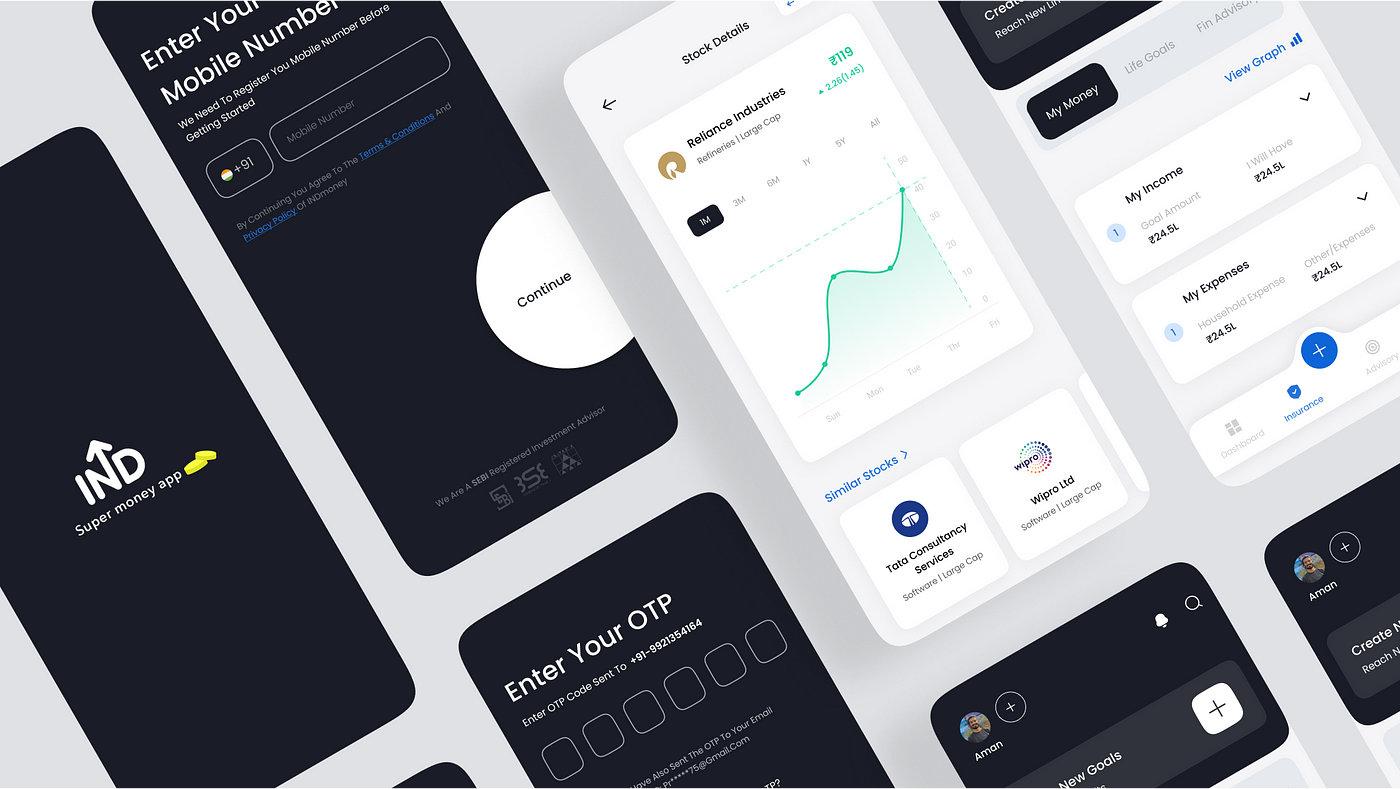 IND
Super money app
Enter Your
Mobile Number
We Need To Register You Mobile Number Before
Getting Started
+91
Mobile Number
By Continuing You Agree To The Terms & Conditions And
Privacy Policy Of INDmoney
Continue
We Are A SEBI Registered Investment Advisor
BSE
Enter Your OTP
Enter OTP Code Sent To +91-9921354164
Have Also Sent The OTP To Your Email
Pr*****75@Gmail.Com
Stock Details
Reliance Industries
Refineries | Large Cap
₹119
2.26(1.45)
1M
3M
6M
1Y
5Y
All
50
40
30
20
10
0
Sun
Mon
Tue
Thr
Fri
Similar Stocks
Tata Consultancy
Services
Software | Large Cap
wipro
Wipro Ltd
Software | Large Cap
Create
Reach New
My Money
Life Goals
Fin Advisory
View Graph
My Income
1
Goal Amount
₹24.5L
I Will Have
₹24.5L
My Expenses
1
Household Expense
₹24.5L
Other/Expenses
₹24.5L
Dashboard
Insurance
Advisory
Aman
New Goals
Aman
Create
Reach